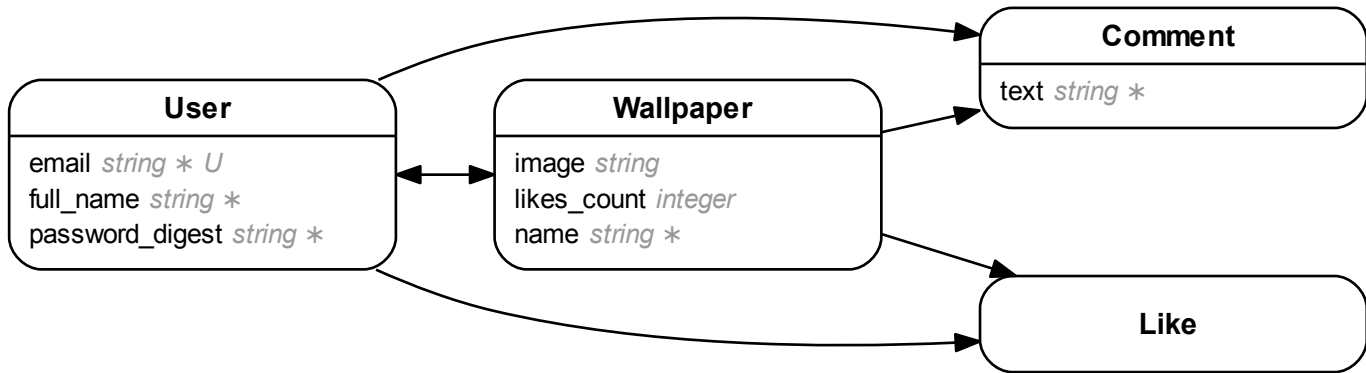 User
email string ∗ U
full_name string ∗
password_digest string ∗
Wallpaper
image string
likes_count integer
name string ∗
Comment
text string ∗
Like